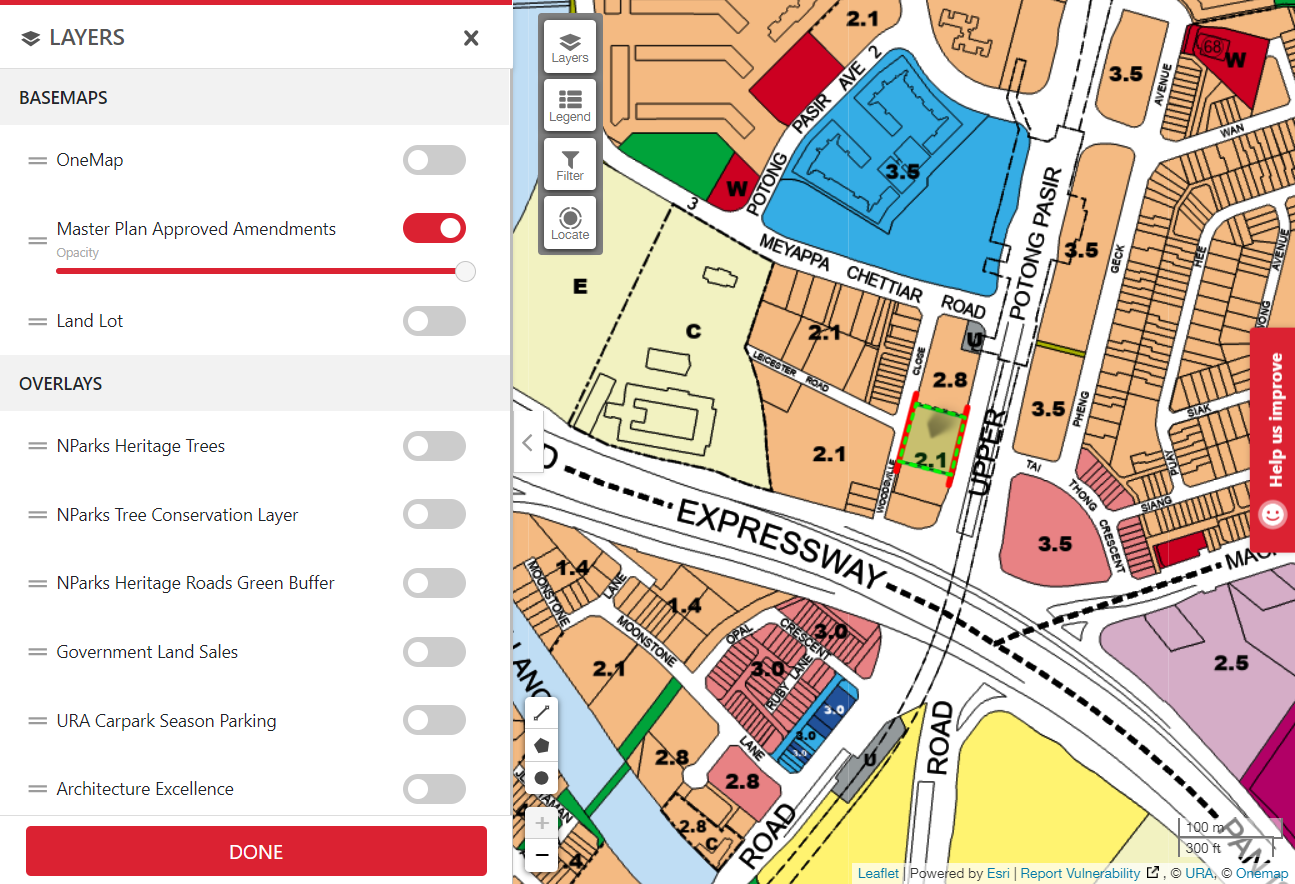 LAYERS
BASEMAPS
OneMap
Master Plan Approved Amendments
Opacity
Land Lot
OVERLAYS
NParks Heritage Trees
NParks Tree Conservation Layer
NParks Heritage Roads Green Buffer
Government Land Sales
URA Carpark Season Parking
Architecture Excellence
DONE
Layers
Legend
Filter
Locate
2.1
POTONG PASIR AVE 2
3.5
68
W
AVENUE
WAN
W
3
3.5
MEYAPPA CHETTIAR ROAD
UPPER POTONG PASIR
3.5
GECK
HEE
AVENUE
E
C
2.1
LEICESTER ROAD
CLOSE
U
2.8
3.5
PHENG
SIAK
2.1
WOODSVILLE
2.1
TAI
THONG
CRESCENT
PUAY
SIANG
EXPRESSWAY
3.5
Help us improve
1.4
MOONSTONE
LANE
1.4
MOONSTONE
OPAL
CRESCENT
3.0
3.0
RUBY LANE
2.1
LANE
3.0
3.0
3.0
2.5
2.8
2.8
U
ROAD
2.8
C
ROAD
4
PAN
100 m
300 ft
Leaflet | Powered by Esri | Report Vulnerability , © URA, © Onemap